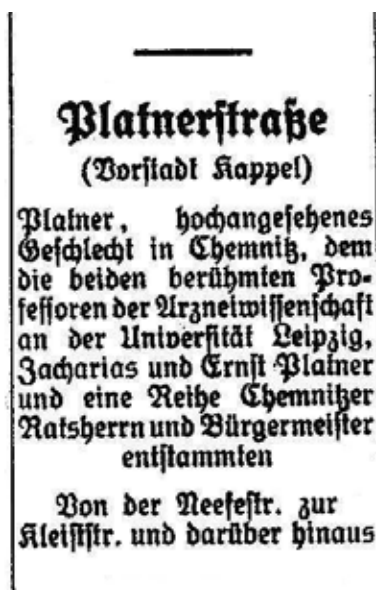 Platnerstraße
(Vorstadt Kappel)
Platner, hochangesehenes
Geschlecht in Chemnitz, dem
die beiden berühmten Pro-
fessoren der Arzneiwissenschaft
an der Universität Leipzig,
Zacharias und Ernst Platner
und eine Reihe Chemnitzer
Ratsherrn und Bürgermeister
entstammten
Von der Neefestr. zur
Kleiststr. und darüber hinaus